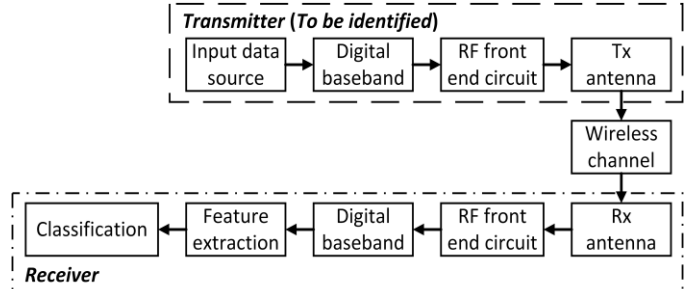 Transmitter (To be identified)
Input data
source
Digital
baseband
RF front
end circuit
Tx
antenna
Wireless
channel
Classification
Feature
extraction
Digital
baseband
RF front
end circuit
Rx
antenna
Receiver